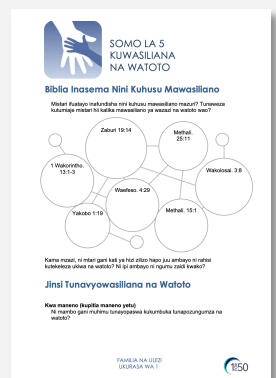 SOMO LA 5
KUWASILIANA
NA WATOTO
Biblia Inasema Nini Kuhusu Mawasiliano
Mistari ifuatayo inafundisha nini kuhusu mawasiliano mazuri? Tunaweza
kutumiaje mistari hii katika mawasiliano ya wazazi na watoto wao?
Zaburi 19:14
Methali.
25:11
1 Wakorintho.
13:1-3
Wakolosai. 3:8
Waefeso. 4:29
Yakobo 1:19
Methali. 15:1
Kama mzazi, ni mtari gani kati ya hizi zilizo hapo juu ambayo ni rahisi
kutekeleza ukiwa na watoto? Ni ipi ambayo ni ngumu zaidi kwako?
Jinsi Tunavyowasiliana na Watoto
Kwa maneno (kupitia maneno yetu)
Ni mambo gani muhimu tunayopaswa kukumbuka tunapozungumza na
watoto?
FAMILIA NA ULEZI
UKURASA WA 1